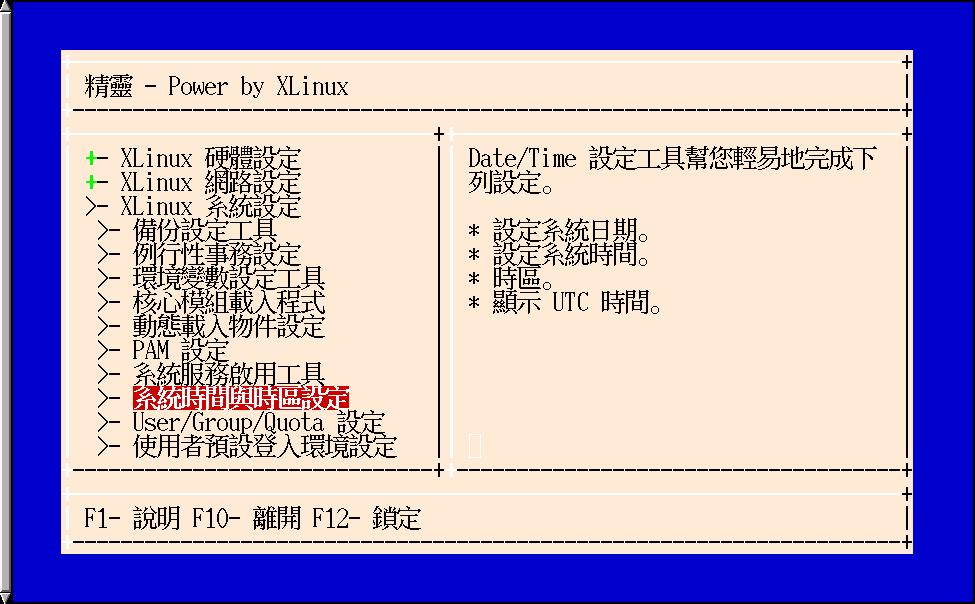 精靈 - Power by XLinux
+- XLinux 硬體設定
+- XLinux 網路設定
>- XLinux 系統設定
>- 備份設定工具
>- 例行性事務設定
>- 環境變數設定工具
>- 核心模組載入程式
>- 動態載入物件設定
>- PAM 設定
>- 系統服務啟用工具
>- 系統時間與時區設定
>- User/Group/Quota 設定
>- 使用者預設登入環境設定
Date/Time 設定工具幫您輕易地完成下
列設定。
* 設定系統日期。
* 設定系統時間。
* 時區。
* 顯示 UTC 時間。
F1- 說明 F10- 離開 F12- 鎖定